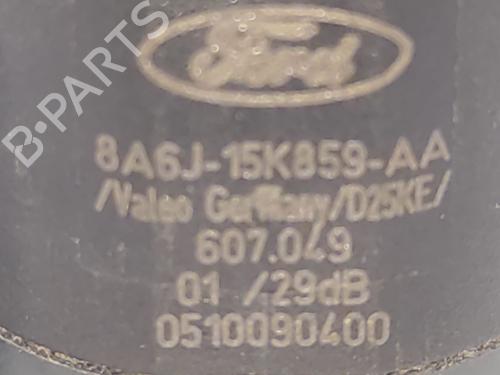 Ford
8A6J-15K859-AA
/Valeo Germany/D25KE/
607.049
01 /29dB
0510090400
B-PARTS